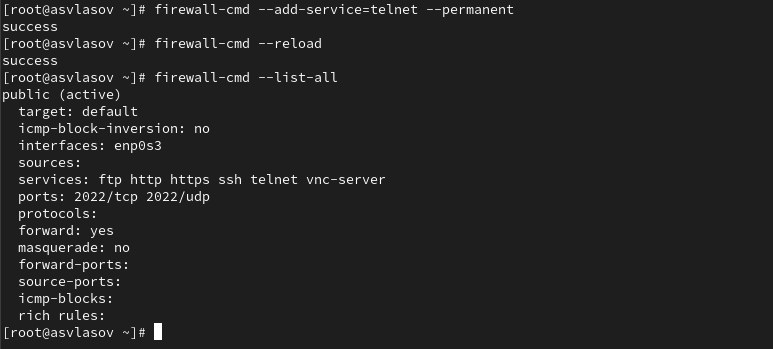 [root@asvlasov ~]# firewall-cmd --add-service=telnet --permanent
success
[root@asvlasov ~]# firewall-cmd --reload
success
[root@asvlasov ~]# firewall-cmd --list-all
public (active)
  target: default
  icmp-block-inversion: no
  interfaces: enp0s3
  sources:
  services: ftp http https ssh telnet vnc-server
  ports: 2022/tcp 2022/udp
  protocols:
  forward: yes
  masquerade: no
  forward-ports:
  source-ports:
  icmp-blocks:
  rich rules:
[root@asvlasov ~]#